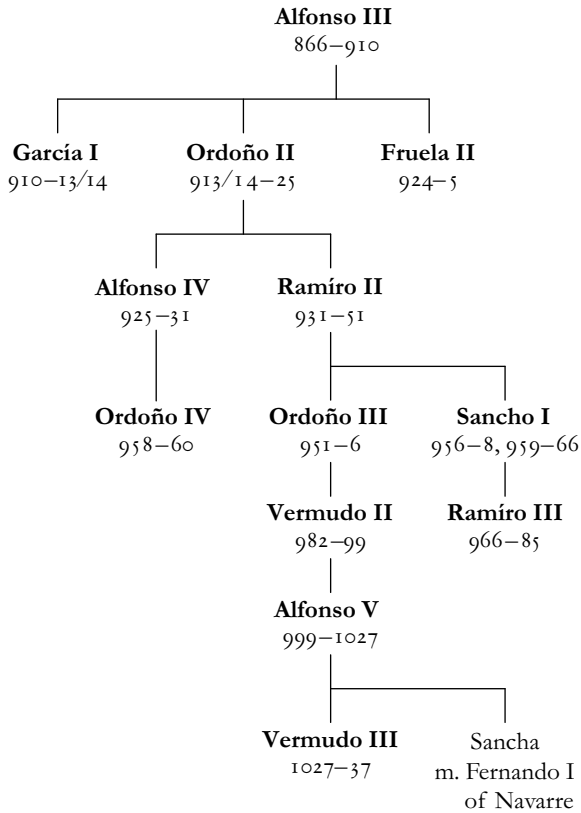 Alfonso III
866–910
García I
Ordoño II
Fruela II
910–13/14
913/14–25
924–5
Alfonso IV
Ramíro II
925–31
931–51
Ordoño IV
Ordoño III
Sancho I
958–60
951–6
956–8, 959–66
Vermudo II
Ramíro III
982–99
966–85
Alfonso V
999–1027
Vermudo III
Sancha
1027–37
m. Fernando I
of Navarre